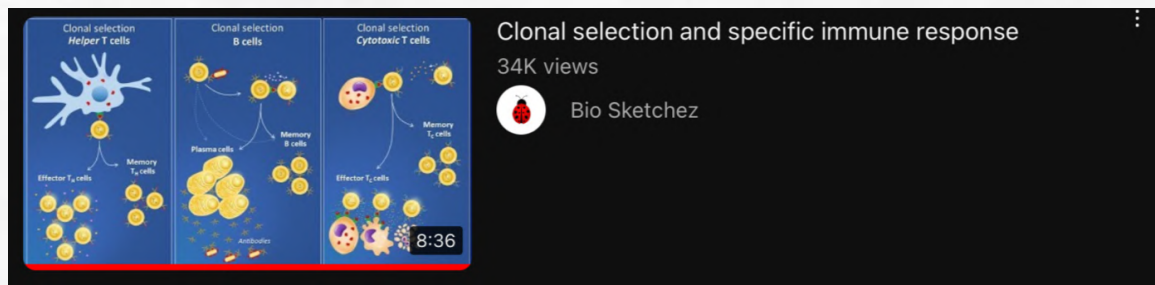 Clonal selection
Helper T cells
Memory
TH cells
Effector TH cells
Clonal selection
B cells
Plasma cells
Memory
B cells
Antibodies
Clonal selection
Cytotoxic T cells
Memory
TC cells
Effector TC cells
8:36
Clonal selection and specific immune response
34K views
Bio Sketchez